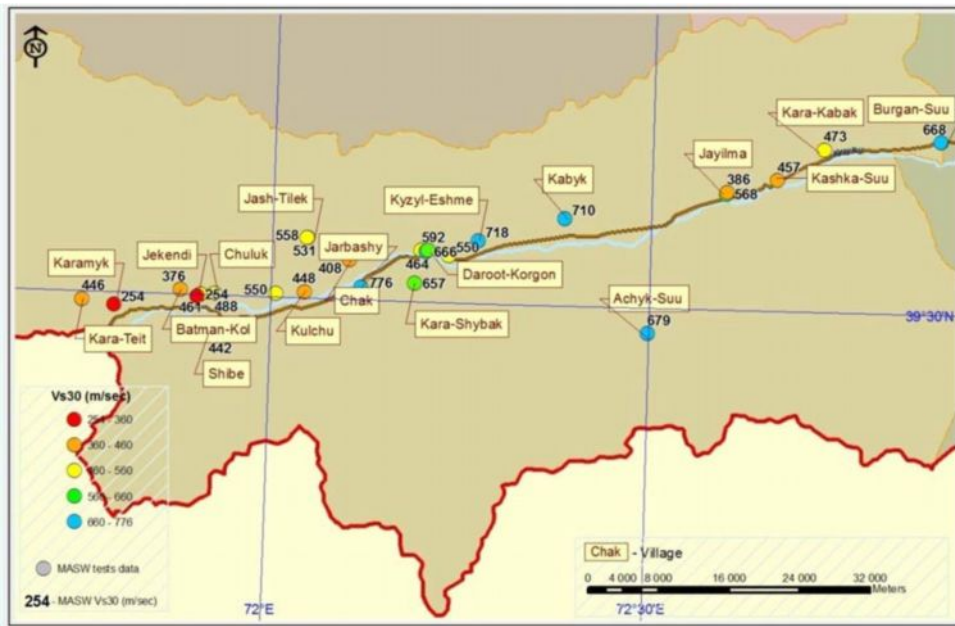 N
Kara-Kabak
Burgan-Suu
473
668
Jayilma
386
457
568
Kashka-Suu
Kabyk
710
Jash-Tilek
Kyzyl-Eshme
558
531
592
718
550
666
464
Jarbashy
Daroot-Korgon
408
Jekendi
Chuluk
Karamyk
376
446
254
254
461
488
550
448
776
657
Chak
Achyk-Suu
679
39°30'N
Kara-Teit
Batman-Kol
Kulchu
Kara-Shybak
442
Shibe
Vs30 (m/sec)
254 - 360
360 - 460
460 - 560
560 - 660
660 - 776
MASW tests data
254 - MASW Vs30 (m/sec)
Chak - Village
0 4 000 8 000 16 000 24 000 32 000
Meters
72°E
72°30'E